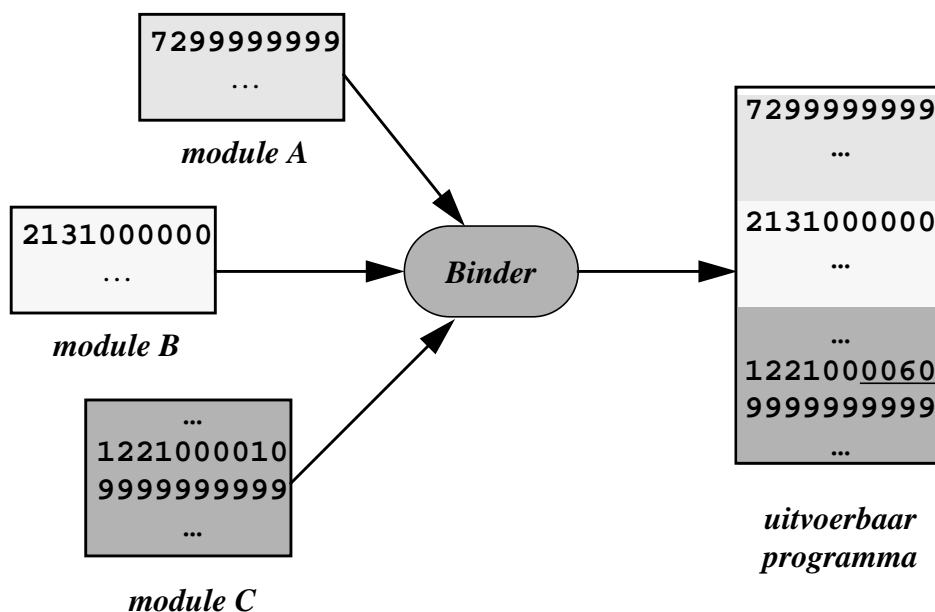 7299999999
...
module A
2131000000
...
module B
...
1221000010
9999999999
...
module C
Binder
7299999999
...
2131000000
...
...
1221000060
9999999999
...
uitvoerbaar
programma